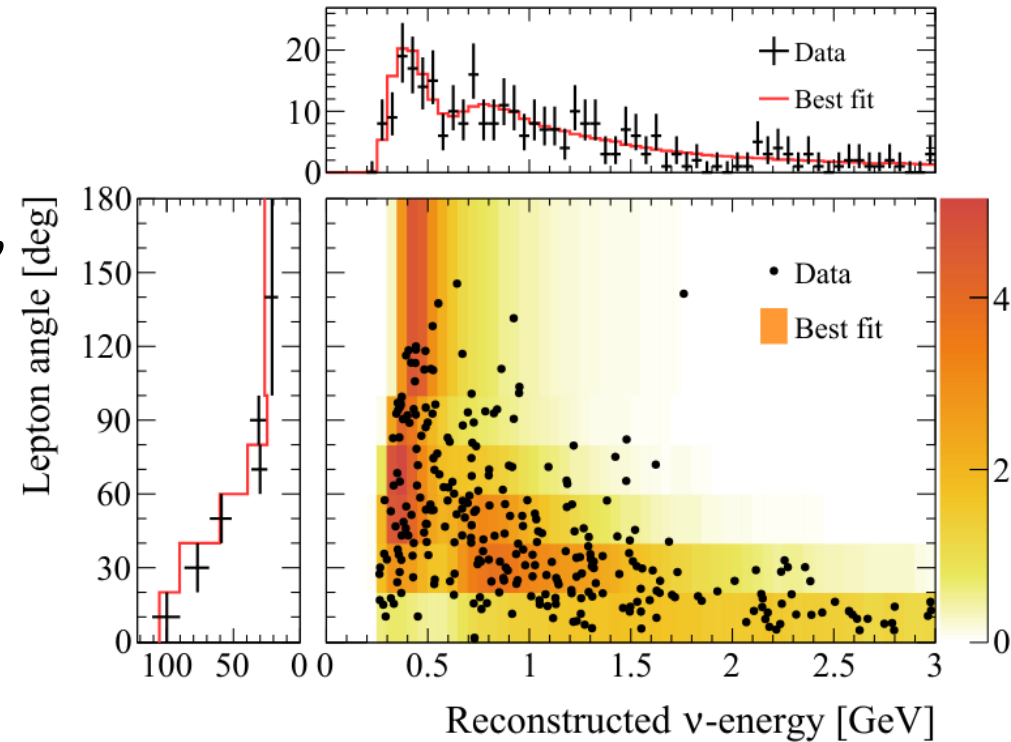 20
10
0
Data
Best fit
Lepton angle [deg]
180
150
120
90
60
30
0
100 50 0
Data
Best fit
4
2
0
0 0.5 1 1.5 2 2.5 3
Reconstructed ν-energy [GeV]